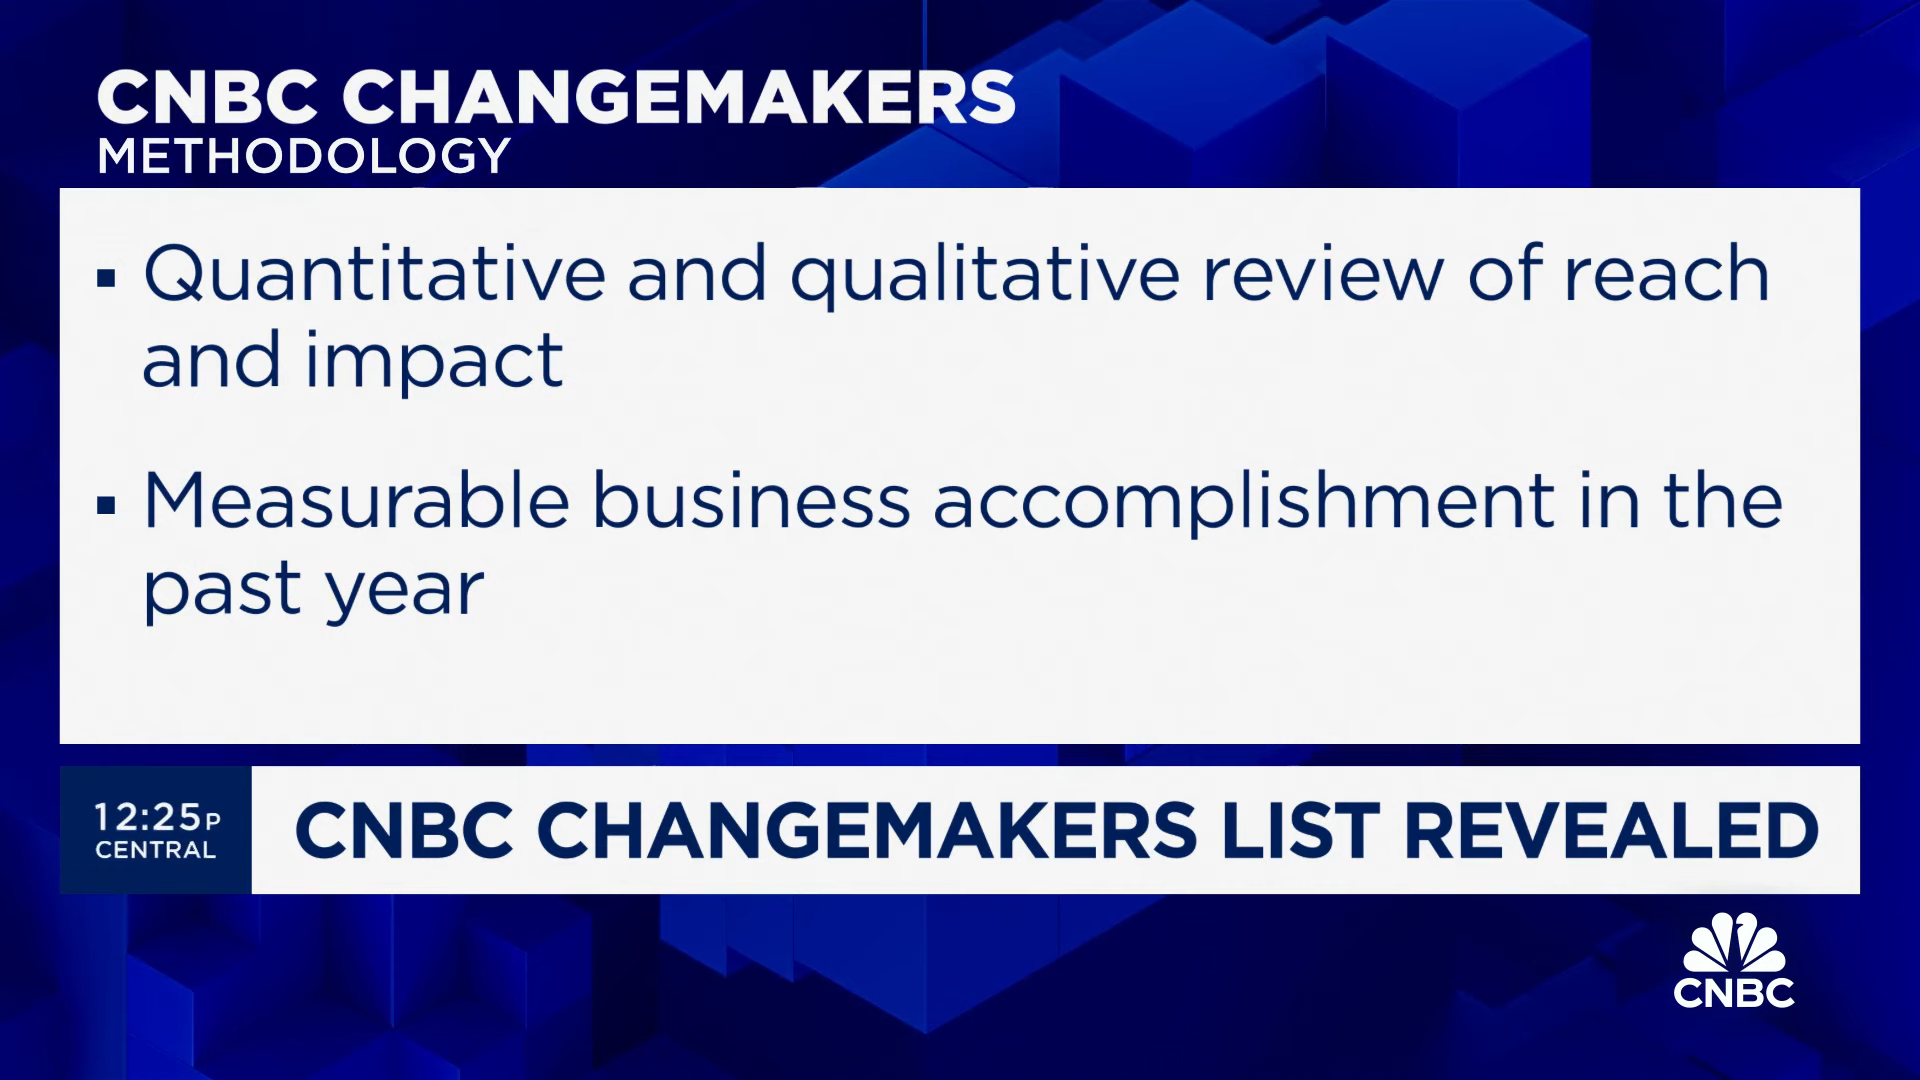 CNBC CHANGEMAKERS
METHODOLOGY
▪ Quantitative and qualitative review of reach
and impact
▪ Measurable business accomplishment in the
past year
12:25P
CENTRAL
CNBC CHANGEMAKERS LIST REVEALED
CNBC